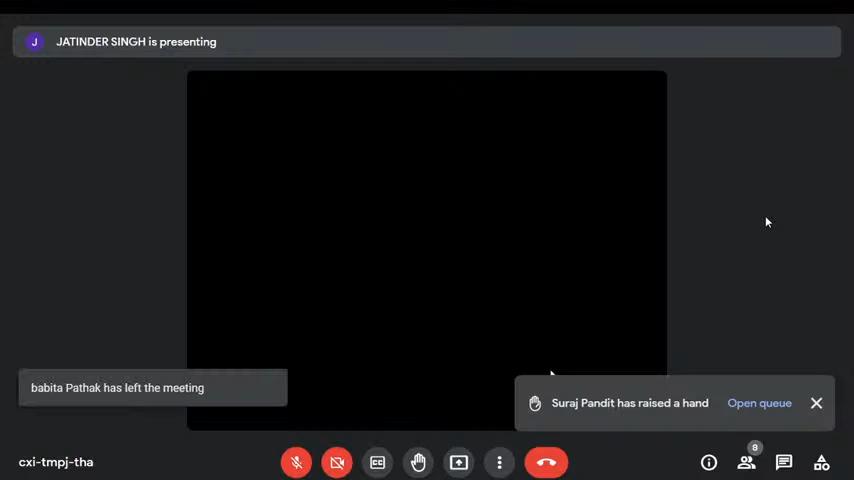 J JATINDER SINGH is presenting
babita Pathak has left the meeting
Suraj Pandit has raised a hand Open queue
cxi-tmpj-tha
8